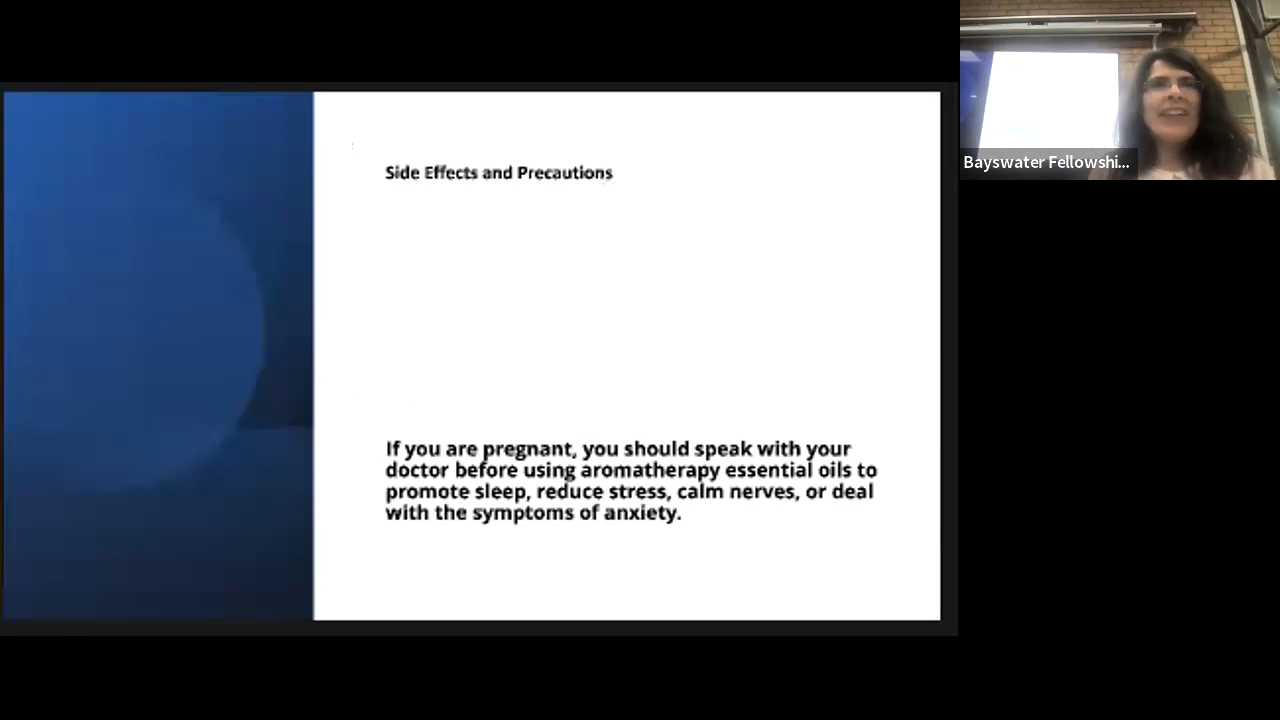 Side Effects and Precautions
If you are pregnant, you should speak with your
doctor before using aromatherapy essential oils to
promote sleep, reduce stress, calm nerves, or deal
with the symptoms of anxiety.
Bayswater Fellowshi...